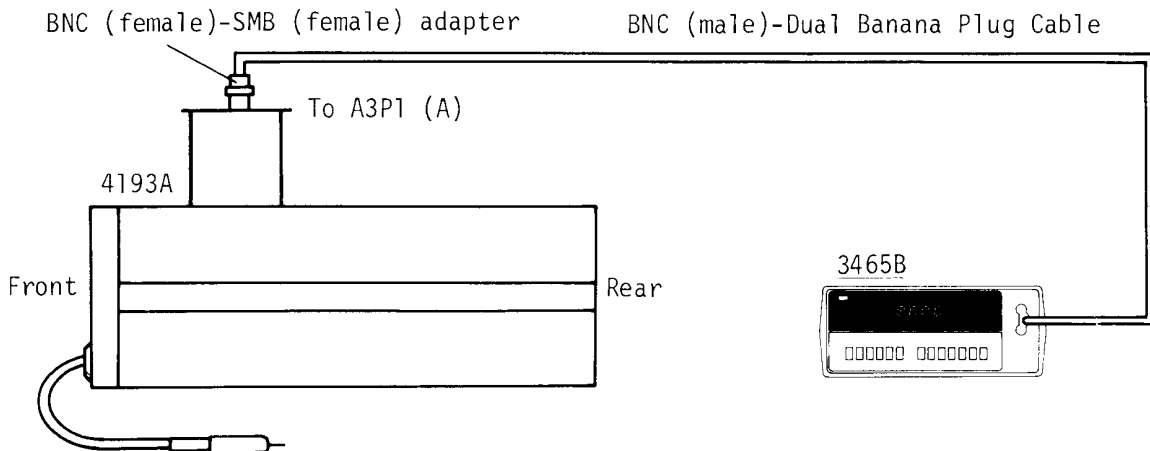 BNC (female)-SMB (female) adapter
BNC (male)-Dual Banana Plug Cable
To A3P1 (A)
4193A
Front
Rear
3465B